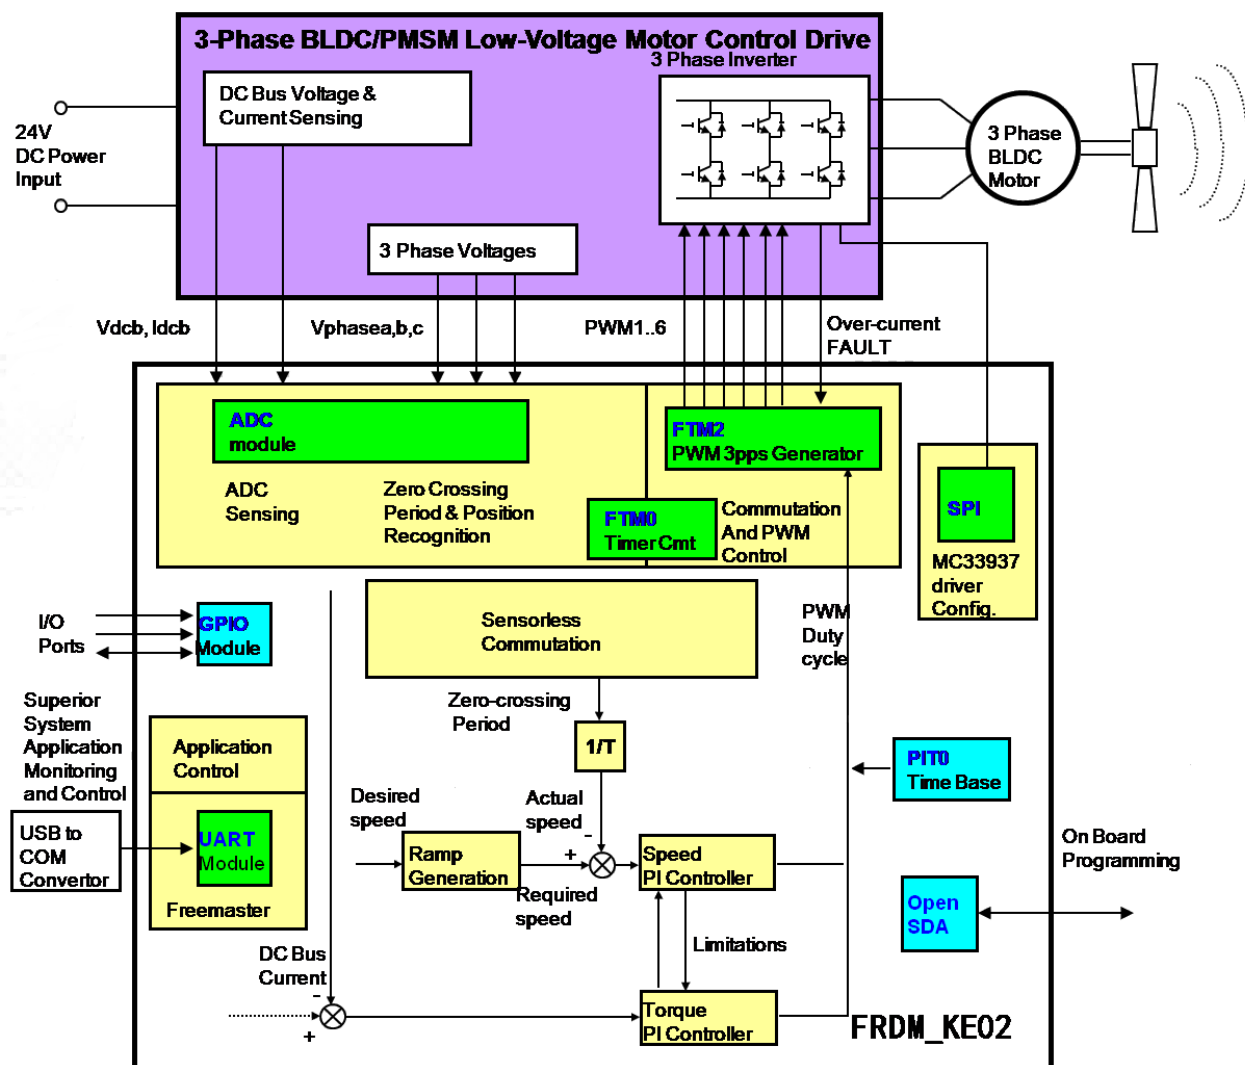 3-Phase BLDC/PMSM Low-Voltage Motor Control Drive
3 Phase Inverter
DC Bus Voltage &
Current Sensing
24V
DC Power
Input
3 Phase
BLDC
Motor
3 Phase Voltages
Vdcb, Idcb
Vphasea,b,c
PWM1..6
Over-current
FAULT
ADC
module
FTM2
PWM 3pps Generator
ADC
Sensing
Zero Crossing
Period & Position
Recognition
FTM0
Timer Cmt
Commutation
And PWM
Control
SPI
MC33937
driver
Config.
I/O
Ports
GPIO
Module
Sensorless
Commutation
PWM
Duty
cycle
Superior
System
Application
Monitoring
and Control
Zero-crossing
Period
1/T
Application
Control
PIT0
Time Base
Desired
speed
Actual
speed
-
USB to
COM
Convertor
UART
Module
Freemaster
Ramp
Generation
+
Required
speed
Speed
PI Controller
On Board
Programming
Open
SDA
Limitations
DC Bus
Current
-
+
Torque
PI Controller
FRDM_KE02